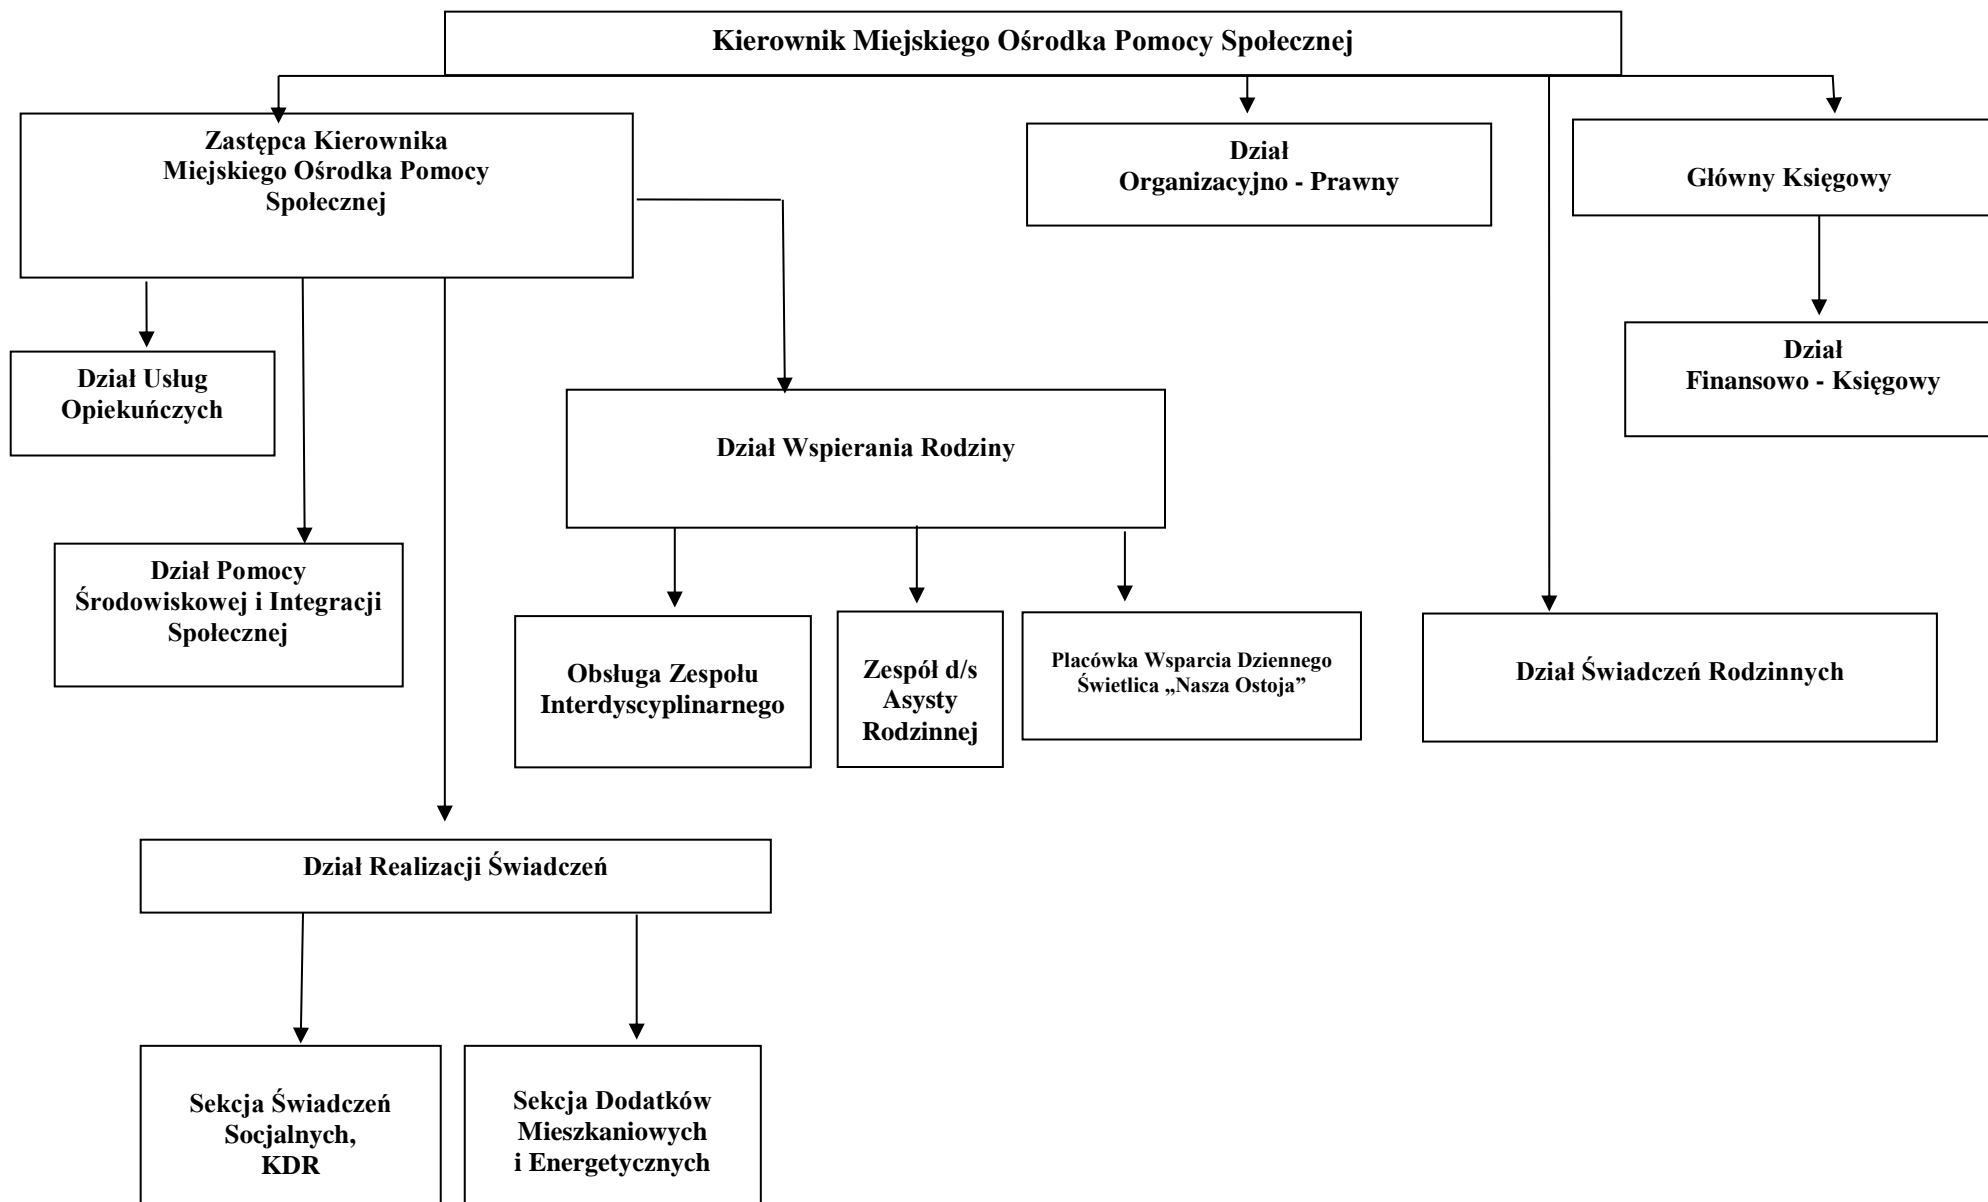 Kierownik Miejskiego Ośrodka Pomocy Społecznej
Zastępca Kierownika
Miejskiego Ośrodka Pomocy
Społecznej
Dział
Organizacyjno - Prawny
Główny Księgowy
Dział Usług
Opiekuńczych
Dział
Finansowo - Księgowy
Dział Wspierania Rodziny
Dział Pomocy
Środowiskowej i Integracji
Społecznej
Obsługa Zespołu
Interdyscyplinarnego
Zespół d/s
Asysty
Rodzinnej
Placówka Wsparcia Dziennego
Świetlica „Nasza Ostoja”
Dział Świadczeń Rodzinnych
Dział Realizacji Świadczeń
Sekcja Świadczeń
Socjalnych,
KDR
Sekcja Dodatków
Mieszkaniowych
i Energetycznych